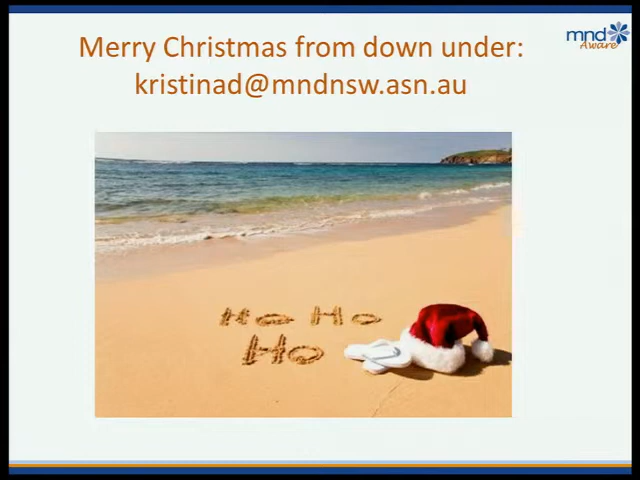 Merry Christmas from down under:
kristinad@mndnsw.asn.au
mnd
Aware
Ho Ho
Ho